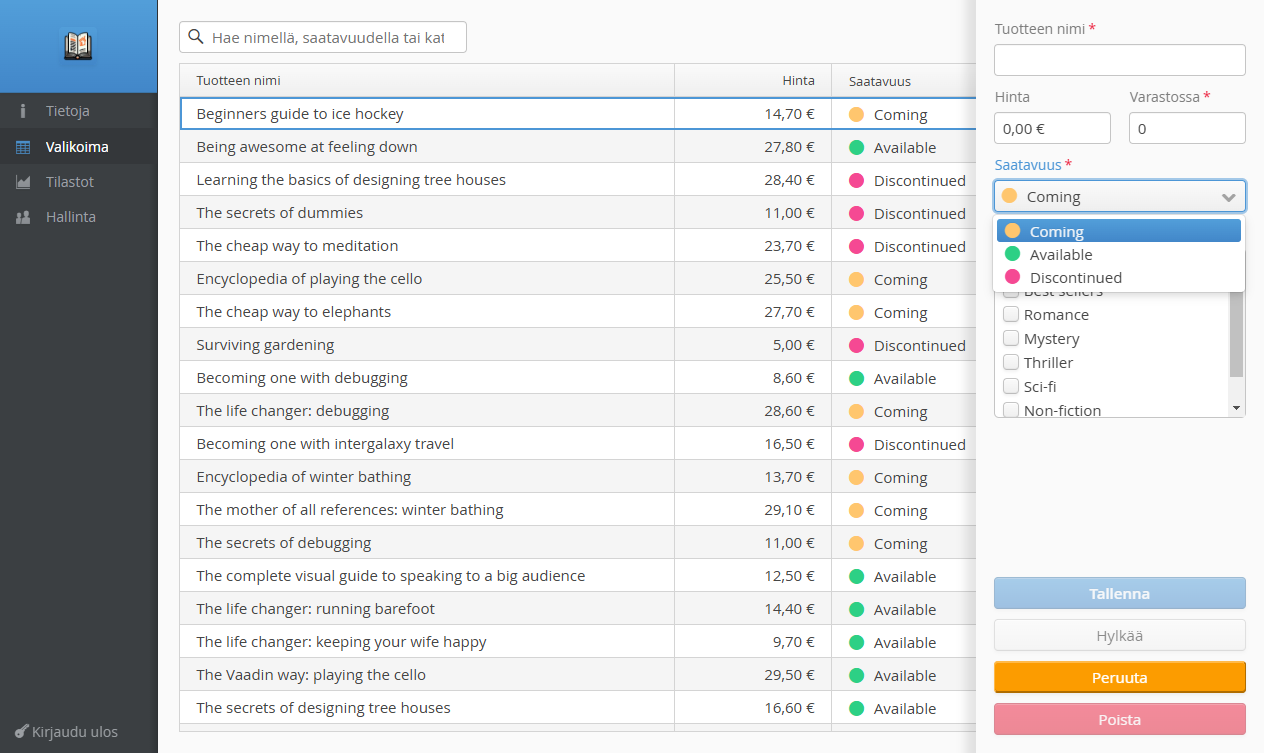 Tietoja
Valikoima
Tilastot
Hallinta
Kirjaudu ulos
Hae nimellä, saatavuudella tai kat
Tuotteen nimi Hinta Saatavuus
Beginners guide to ice hockey 14,70 € Coming
Being awesome at feeling down 27,80 € Available
Learning the basics of designing tree houses 28,40 € Discontinued
The secrets of dummies 11,00 € Discontinued
The cheap way to meditation 23,70 € Discontinued
Encyclopedia of playing the cello 25,50 € Coming
The cheap way to elephants 27,70 € Coming
Surviving gardening 5,00 € Discontinued
Becoming one with debugging 8,60 € Available
The life changer: debugging 28,60 € Coming
Becoming one with intergalaxy travel 16,50 € Discontinued
Encyclopedia of winter bathing 13,70 € Coming
The mother of all references: winter bathing 29,10 € Coming
The secrets of debugging 11,00 € Coming
The complete visual guide to speaking to a big audience 12,50 € Available
The life changer: running barefoot 14,40 € Available
The life changer: keeping your wife happy 9,70 € Available
The Vaadin way: playing the cello 29,50 € Available
The secrets of designing tree houses 16,60 € Available
Tuotteen nimi *
Hinta Varastossa *
0,00 € 0
Saatavuus *
Coming
Coming
Available
Discontinued
Best sellers
Romance
Mystery
Thriller
Sci-fi
Non-fiction
Tallenna
Hylkää
Peruuta
Poista